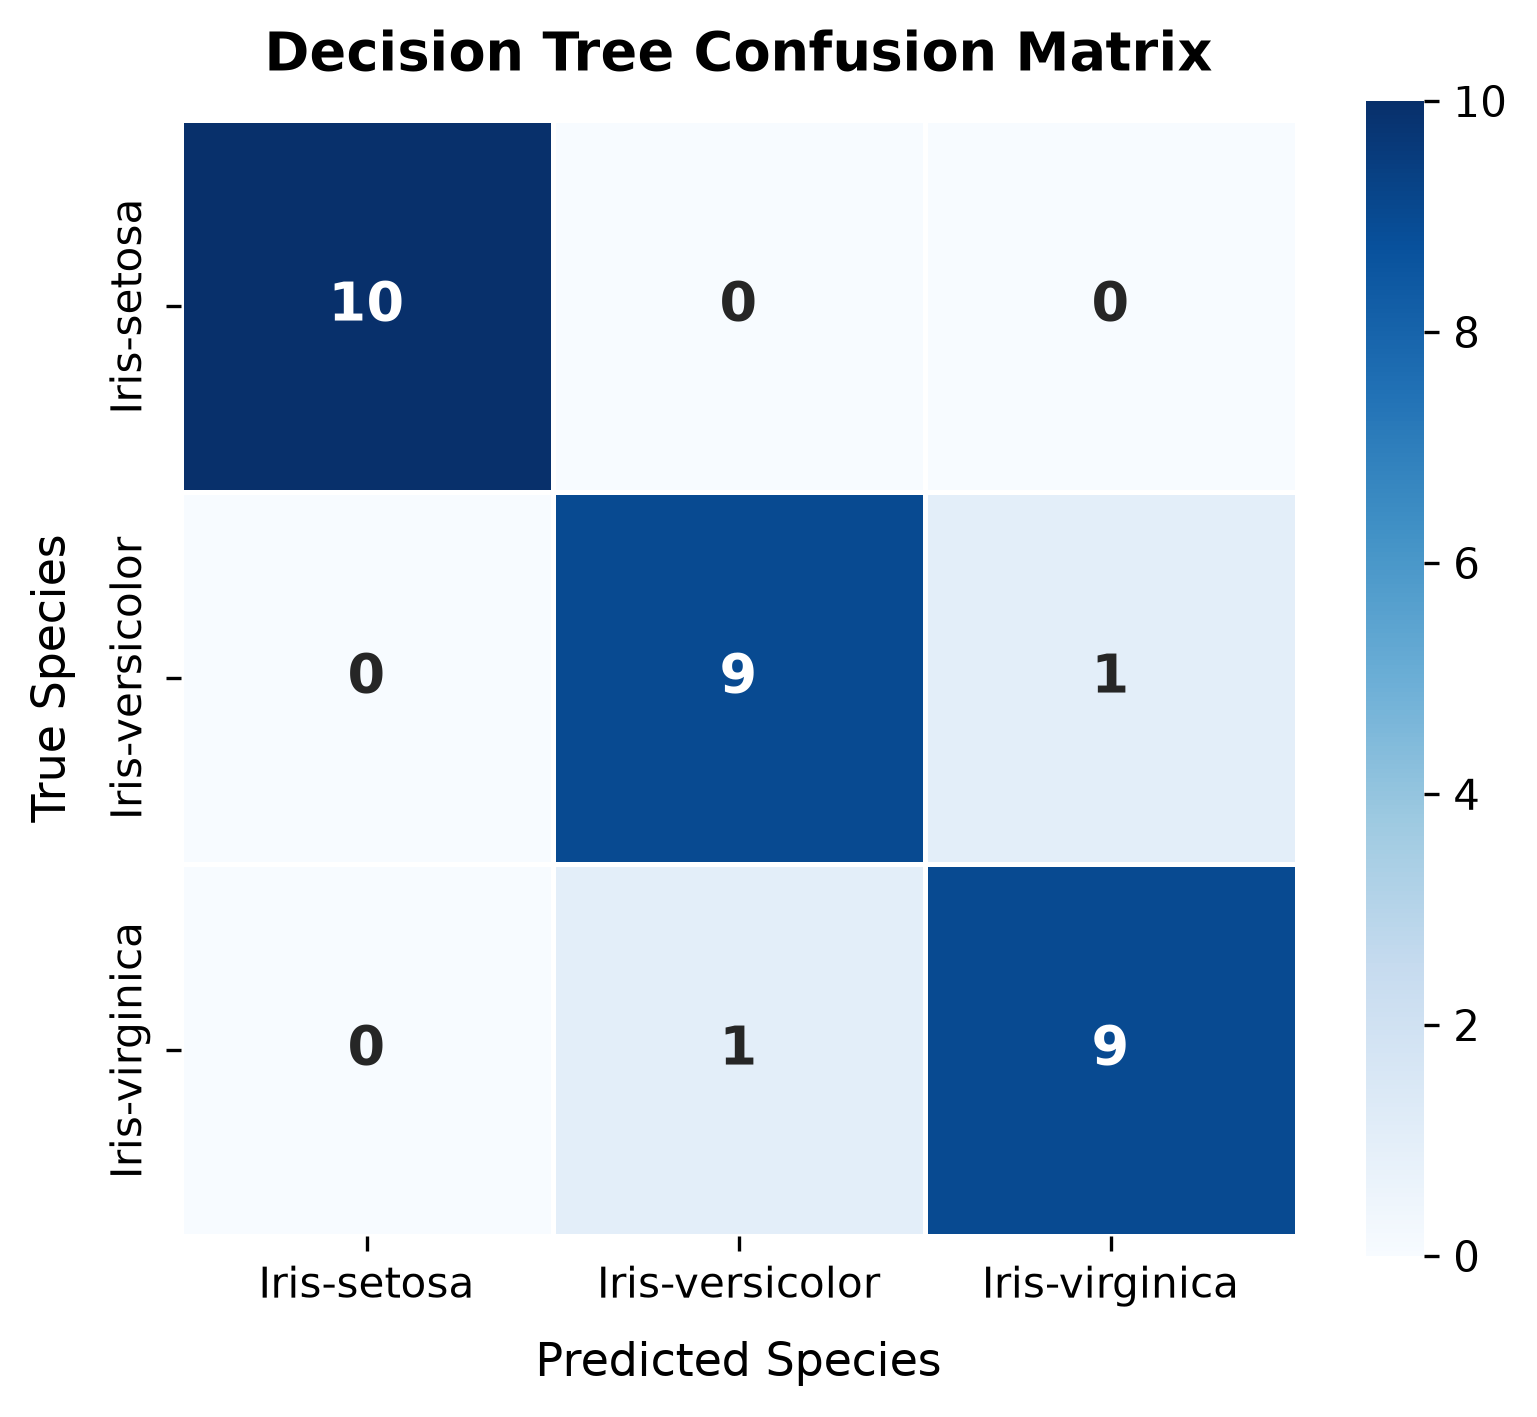 Decision Tree Confusion Matrix
True Species
Iris-setosa
Iris-versicolor
Iris-virginica
10 0 0
0 9 1
0 1 9
Iris-setosa Iris-versicolor Iris-virginica
Predicted Species
10
8
6
4
2
0